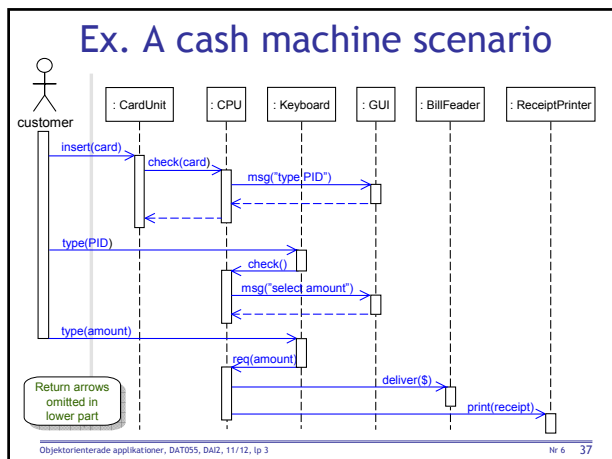 Ex. A cash machine scenario
customer
: CardUnit
: CPU
: Keyboard
: GUI
: BillFeader
: ReceiptPrinter
insert(card)
check(card)
msg("type PID")
type(PID)
check()
msg("select amount")
type(amount)
req(amount)
deliver($)
print(receipt)
Return arrows
omitted in
lower part
Objektorienterade applikationer, DAT055, DAI2, 11/12, lp 3
Nr 6 37